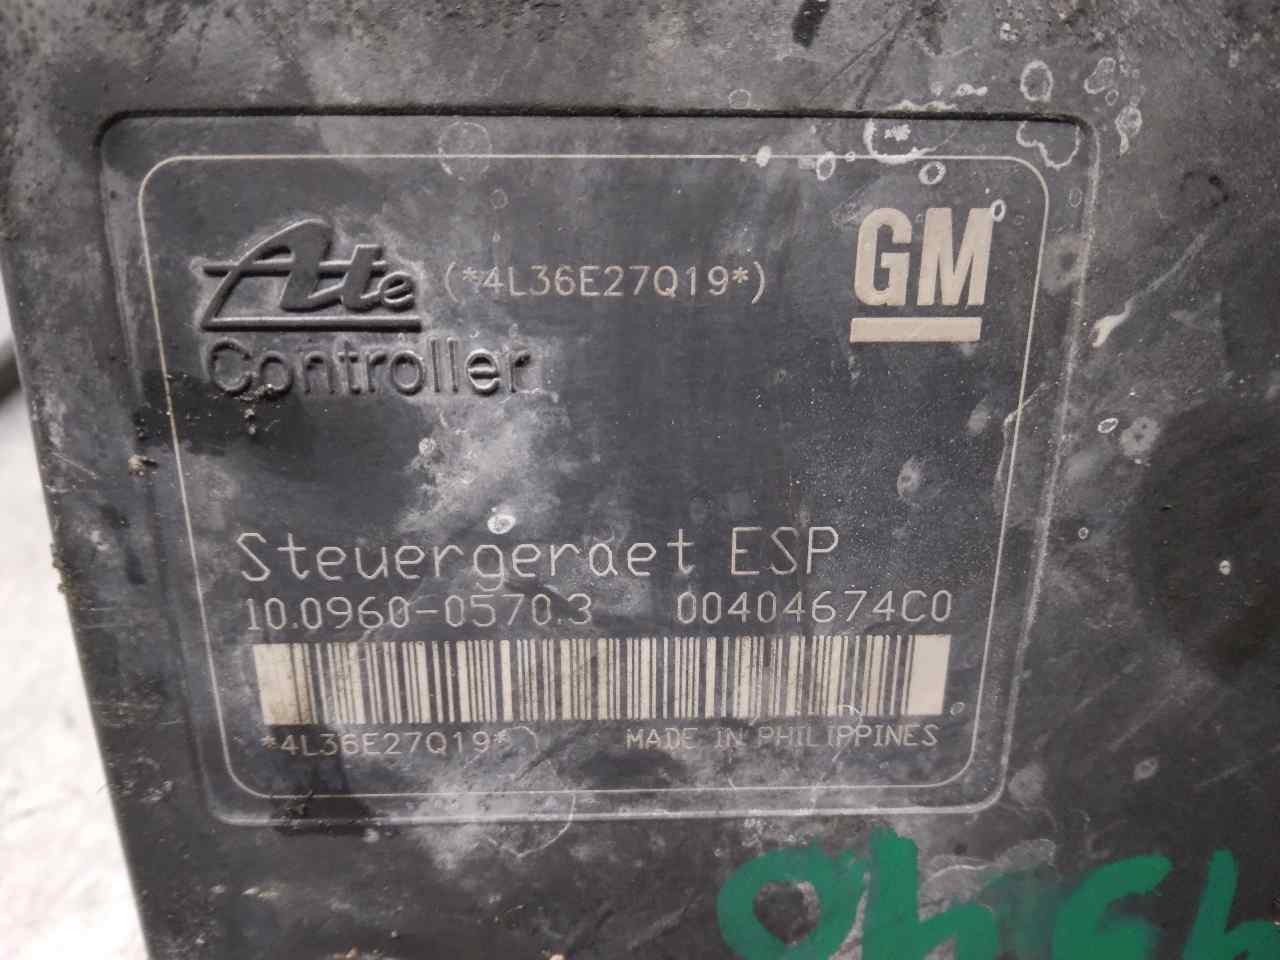 Ate (*4L36E27Q19*) GM
Controller
Steuergeraet ESP
10.0960-0570.3 00404674C0
*4L36E27Q19* MADE IN PHILIPPINES